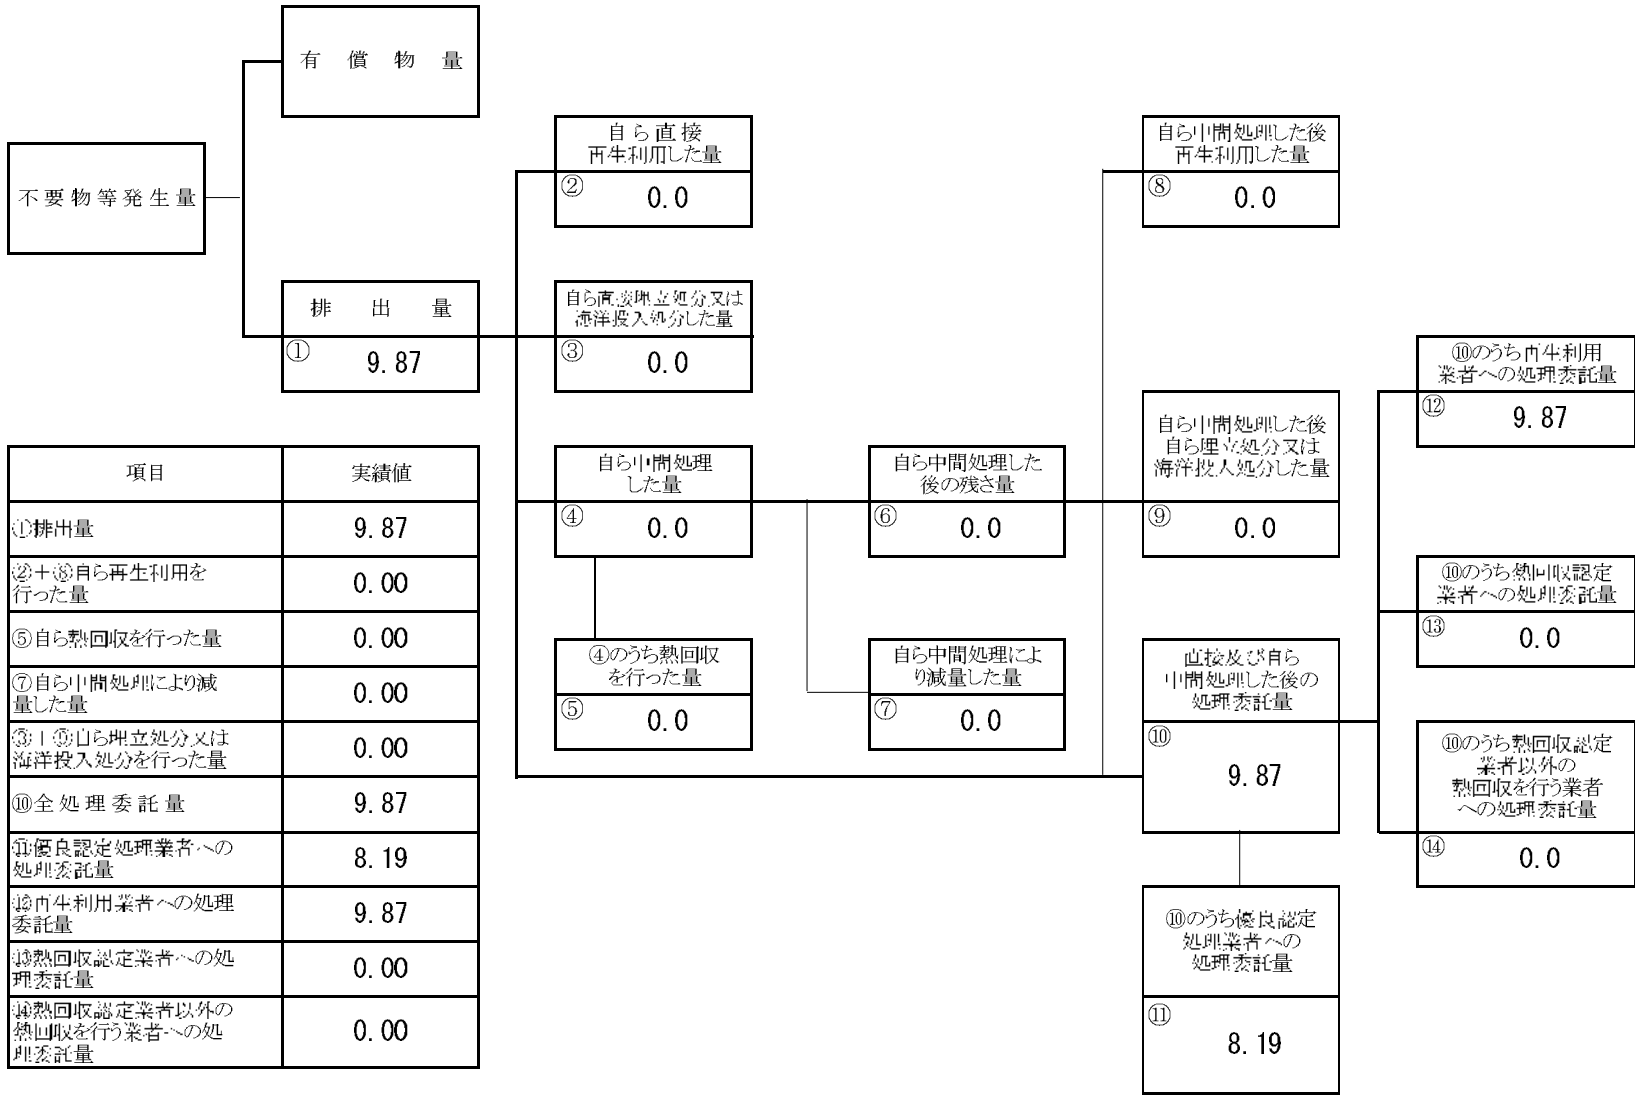 有償物量
不要物等発生量
排出量
①
9.87
自ら直接
再生利用した量
②
0.0
自ら直接埋立処分又は
海洋投入処分した量
③
0.0
自ら中間処理
した量
④
0.0
④のうち熱回収
を行った量
⑤
0.0
自ら中間処理した
後の残さ量
⑥
0.0
自ら中間処理によ
り減量した量
⑦
0.0
自ら中間処理した後
再生利用した量
⑧
0.0
自ら中間処理した後
自ら埋立処分又は
海洋投入処分した量
⑨
0.0
直接及び自ら
中間処理した後の
処理委託量
⑩
9.87
⑩のうち優良認定
処理業者への
処理委託量
⑪
8.19
⑩のうち再生利用
業者への処理委託量
⑫
9.87
⑩のうち熱回収認定
業者への処理委託量
⑬
0.0
⑩のうち熱回収認定
業者以外の
熱回収を行う業者
への処理委託量
⑭
0.0
項目
実績値
①排出量
9.87
②+⑧自ら再生利用を
行った量
0.00
⑤自ら熱回収を行った量
0.00
⑦自ら中間処理により減
量した量
0.00
③+⑨自ら埋立処分又は
海洋投入処分を行った量
0.00
⑩全処理委託量
9.87
⑪優良認定処理業者への
処理委託量
8.19
⑫再生利用業者への処理
委託量
9.87
⑬熱回収認定業者への処
理委託量
0.00
⑭熱回収認定業者以外の
熱回収を行う業者への処
理委託量
0.00